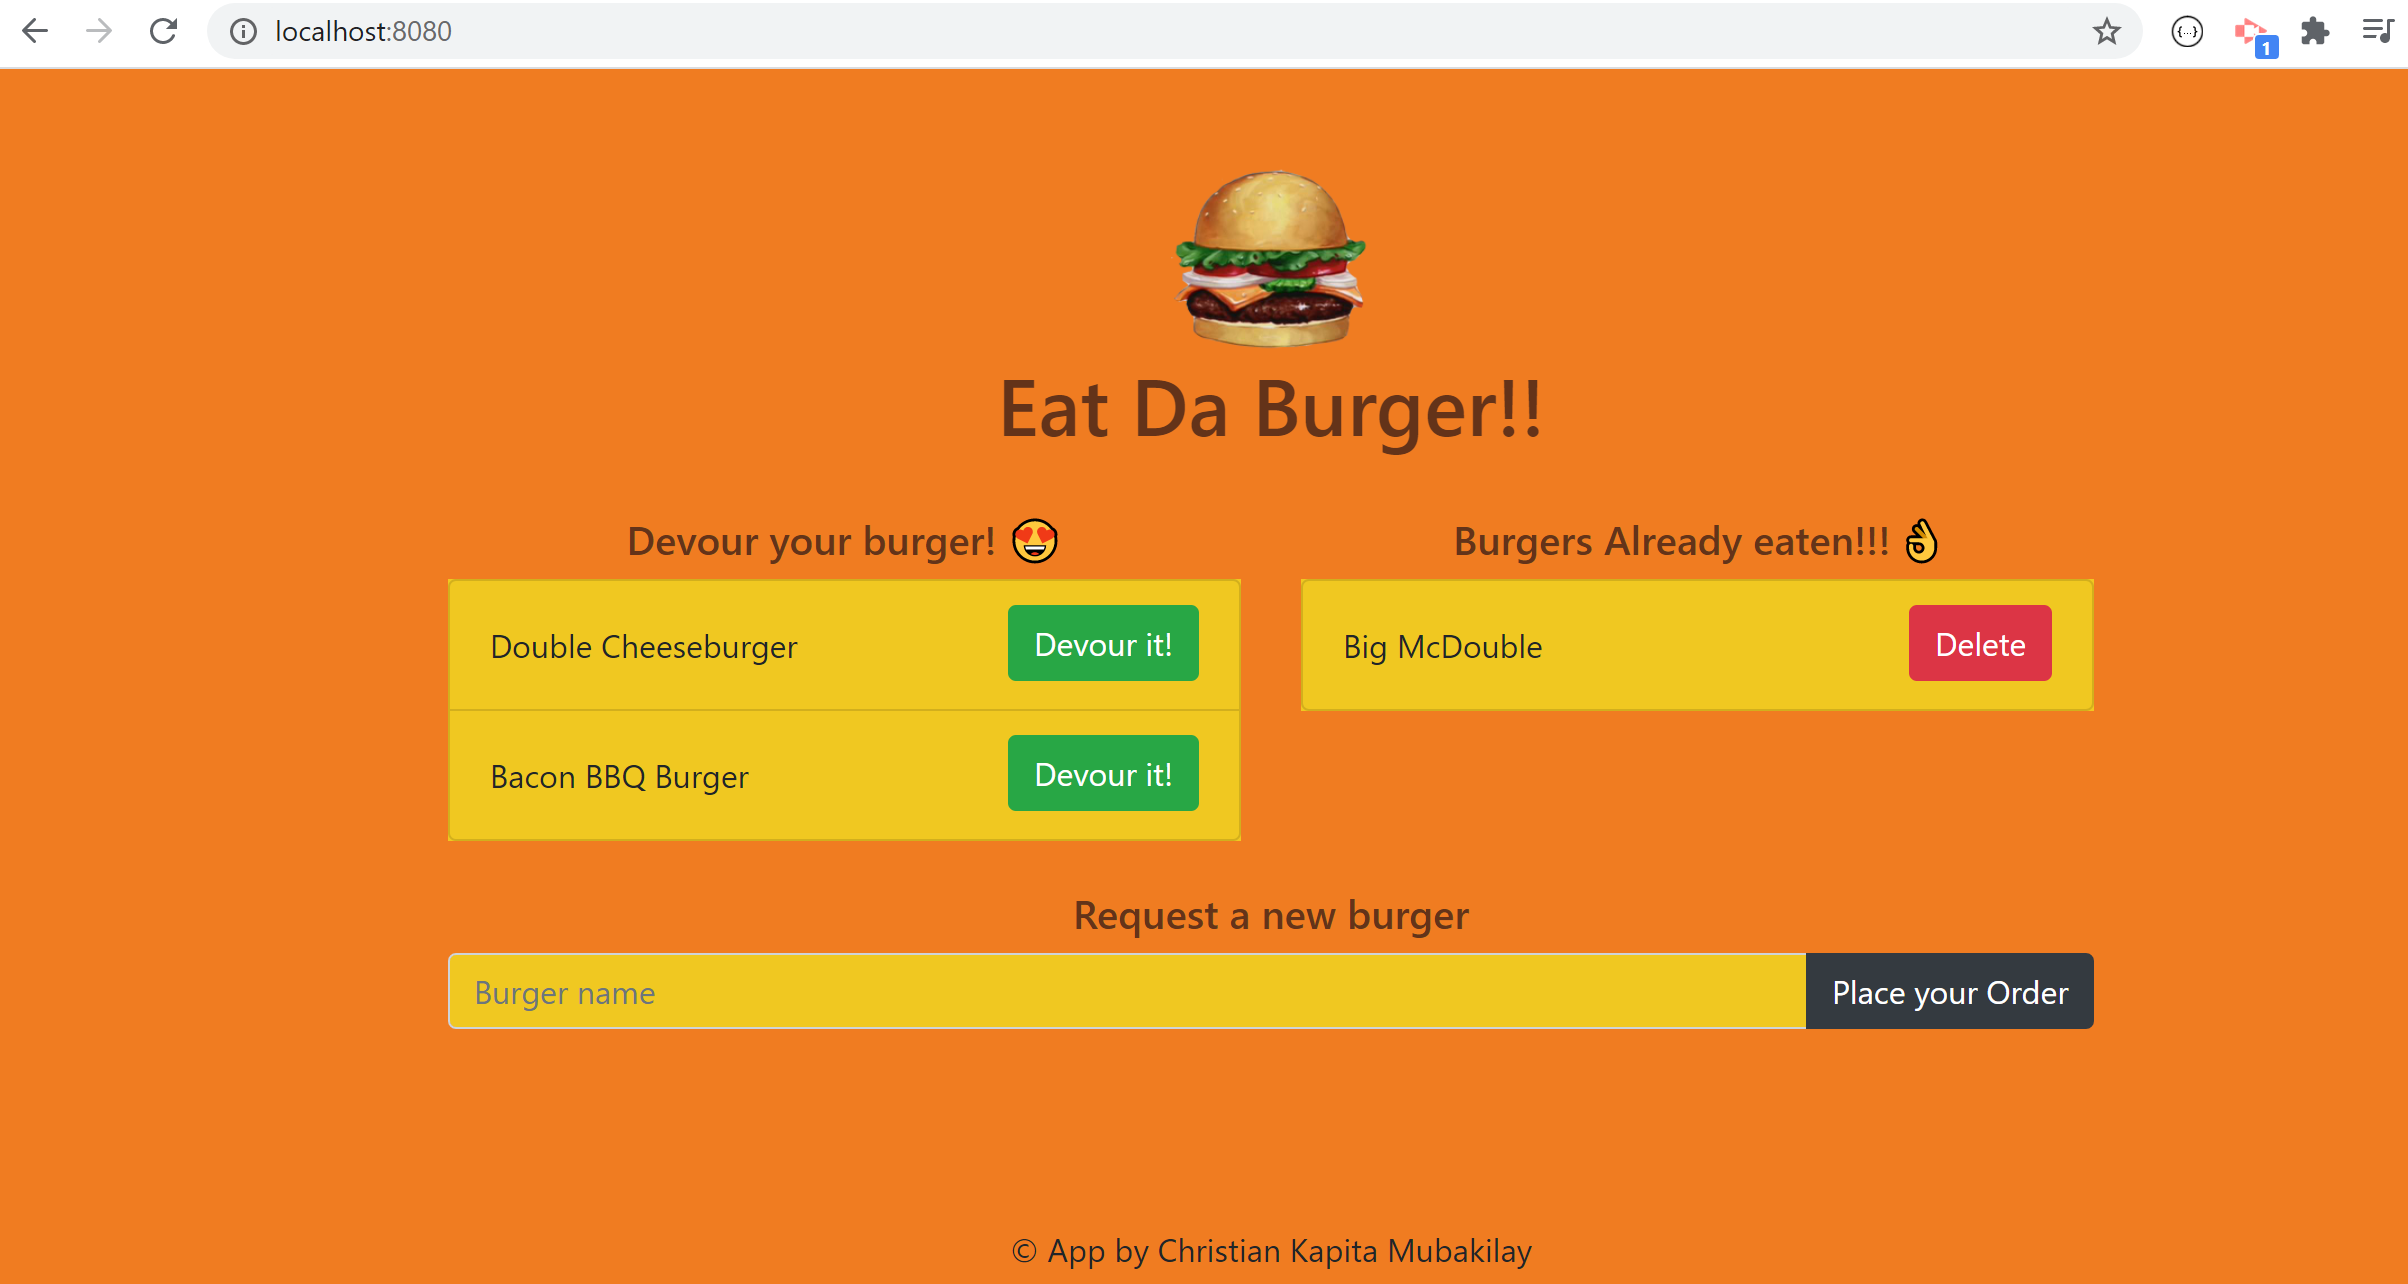 localhost:8080
{...}
1
Eat Da Burger!!
Devour your burger! 😍
Double Cheeseburger
Devour it!
Bacon BBQ Burger
Devour it!
Burgers Already eaten!!! 👌
Big McDouble
Delete
Request a new burger
Burger name
Place your Order
© App by Christian Kapita Mubakilay